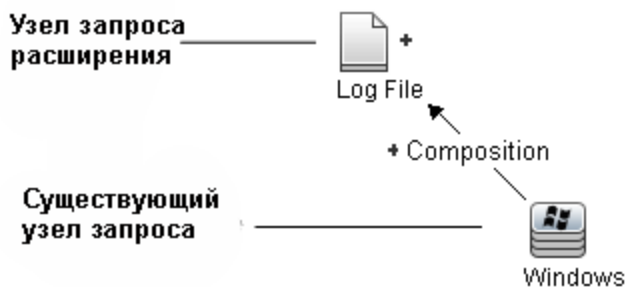 Узел запроса
расширения
Log File
Composition
Существующий
узел запроса
Windows